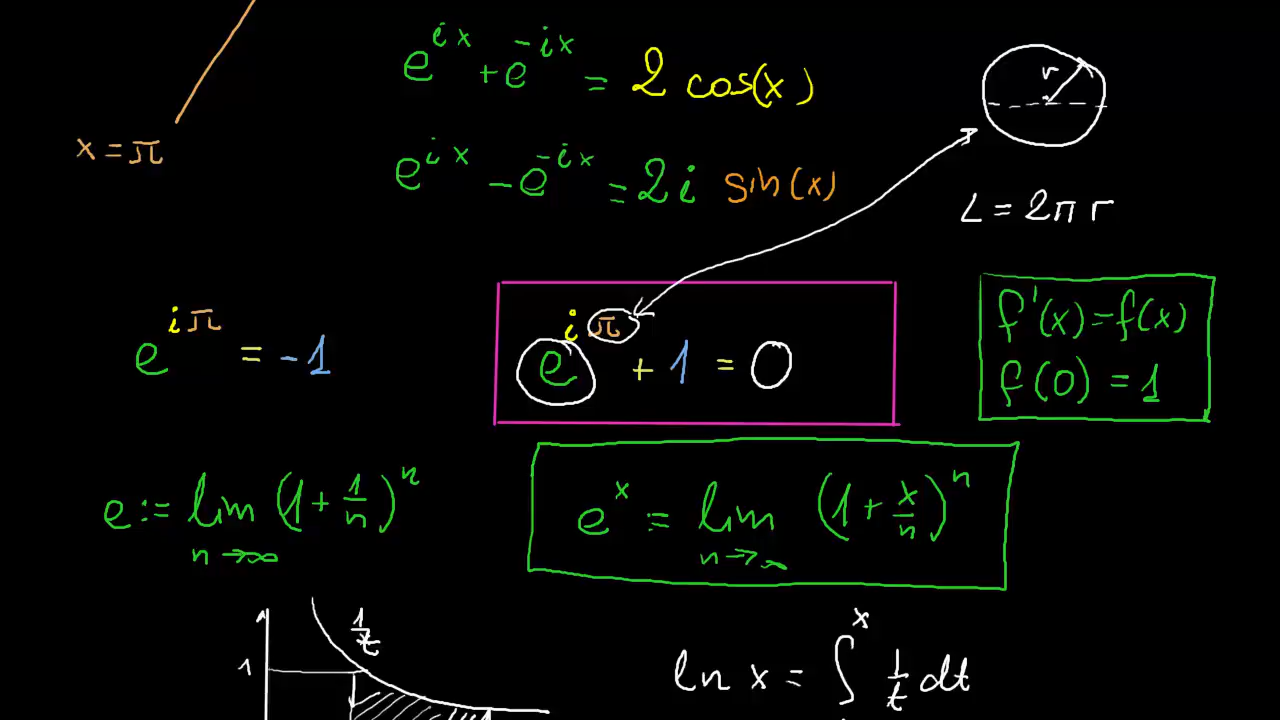 e^{ix} + e^{-ix} = 2 cos(x)
r
x = π
e^{ix} - e^{-ix} = 2i sin(x)
L = 2π r
e^{iπ} = -1
e^{iπ} + 1 = 0
f'(x) = f(x)
f(0) = 1
e := lim_{n→∞} (1 + 1/n)^n
e^x = lim_{n→∞} (1 + x/n)^n
1/t
1
ln x = ∫^x 1/t dt